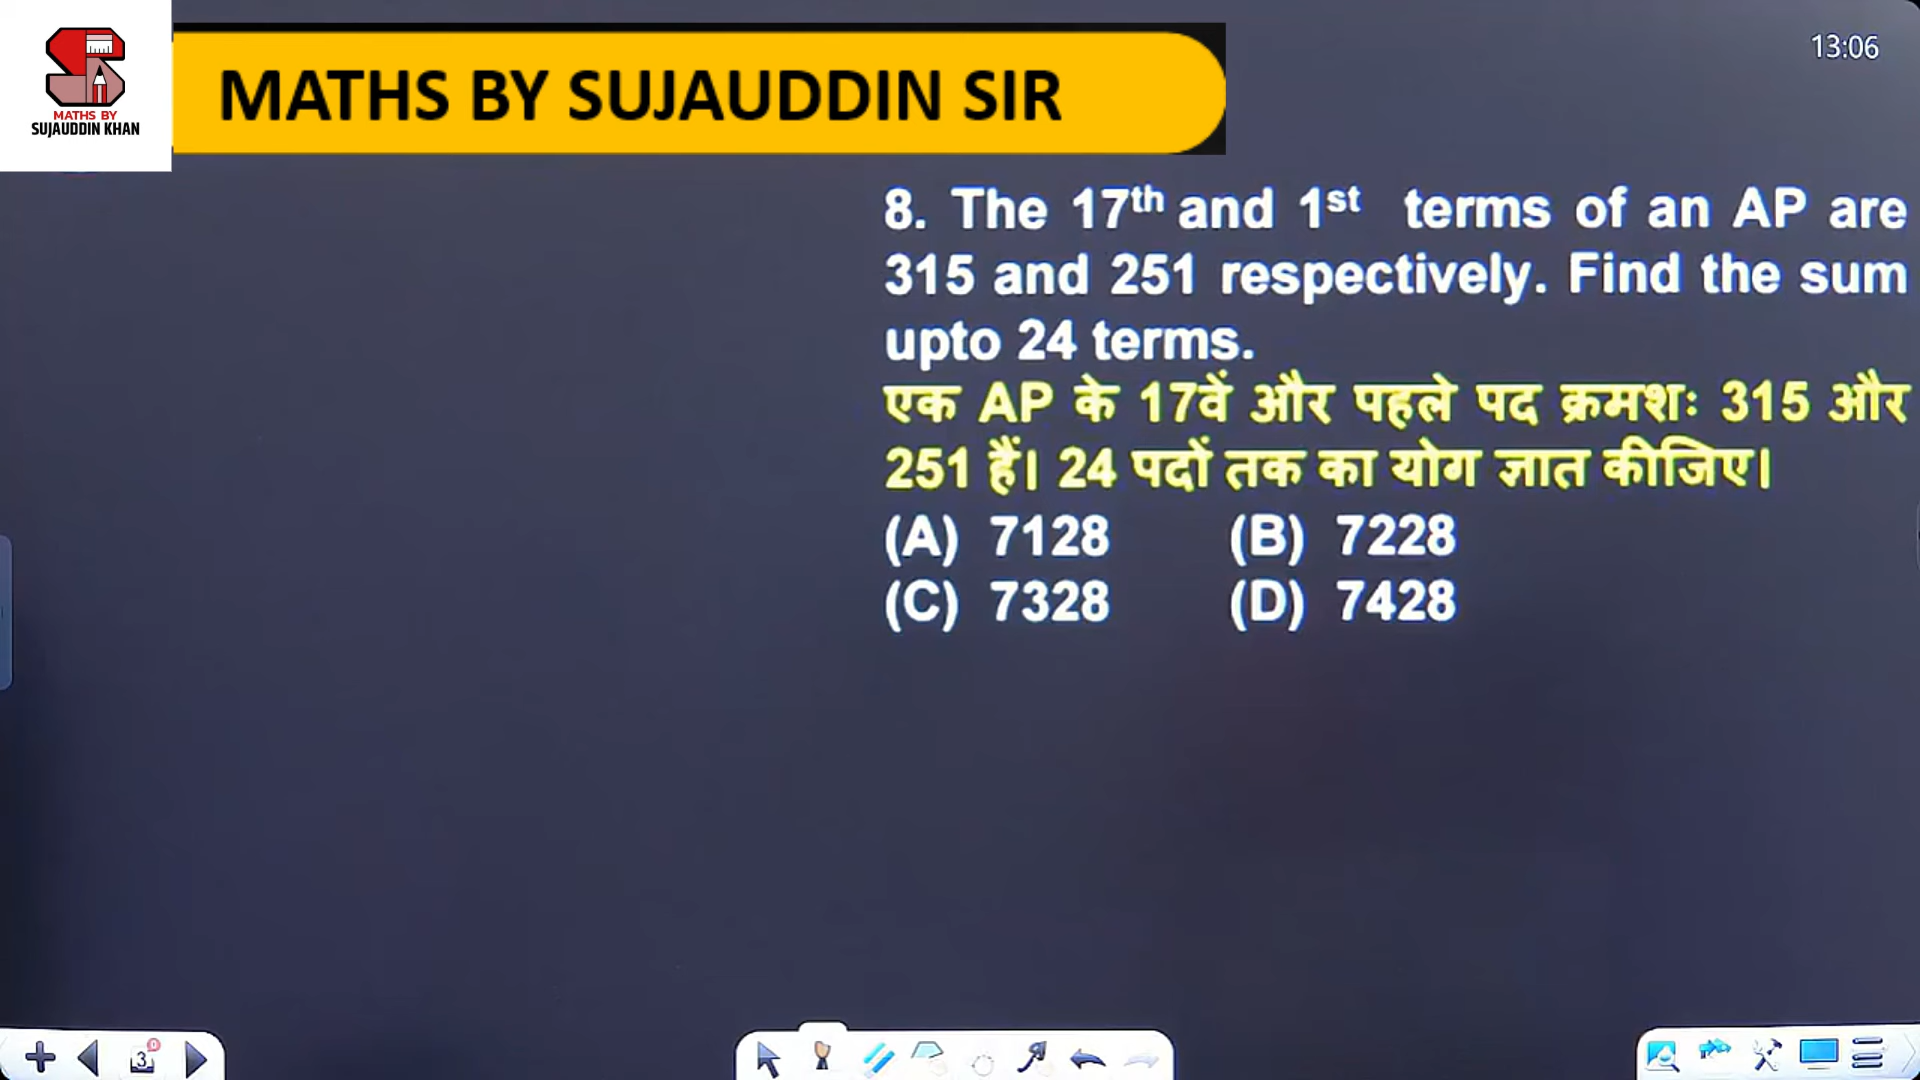 MATHS BY
SUJAUDDIN KHAN
MATHS BY SUJAUDDIN SIR
13:06
8. The 17th and 1st terms of an AP are
315 and 251 respectively. Find the sum
upto 24 terms.
एक AP के 17वें और पहले पद क्रमशः 315 और
251 हैं। 24 पदों तक का योग ज्ञात कीजिए।
(A) 7128 (B) 7228
(C) 7328 (D) 7428
3
0